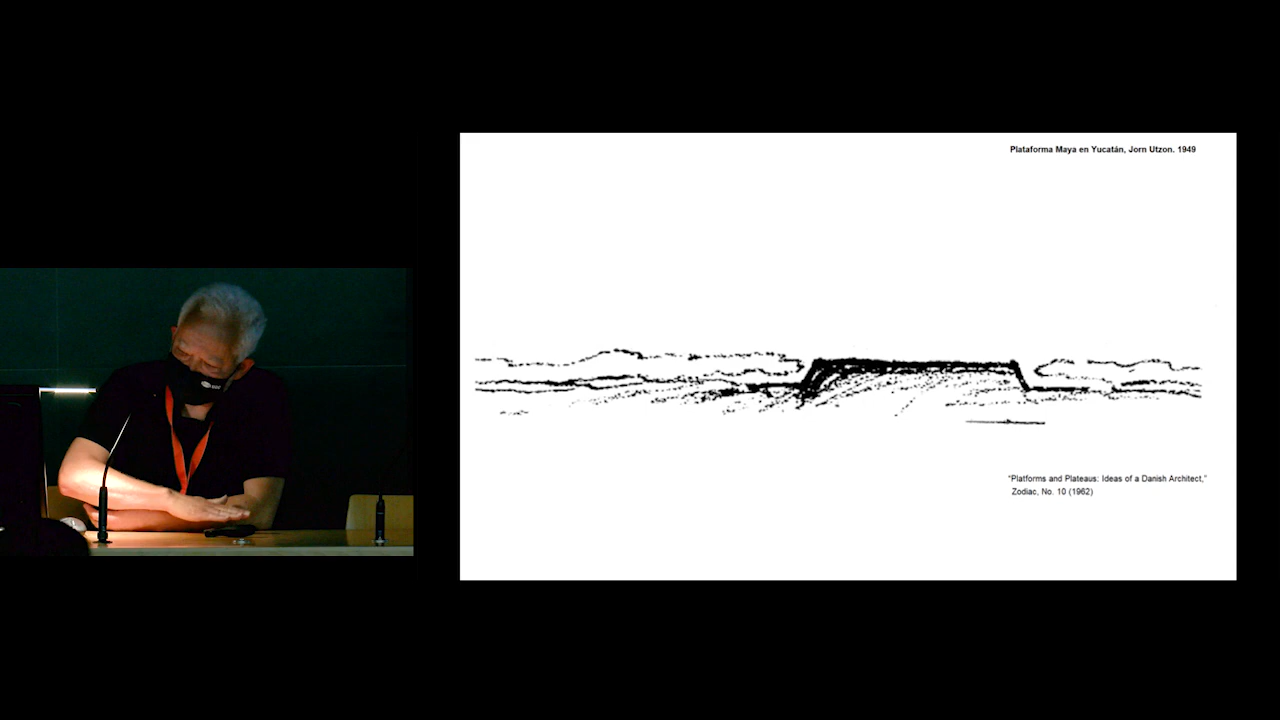 Plataforma Maya en Yucatán, Jorn Utzon. 1949
"Platforms and Plateaus: Ideas of a Danish Architect,"
Zodiac, No. 10 (1962)